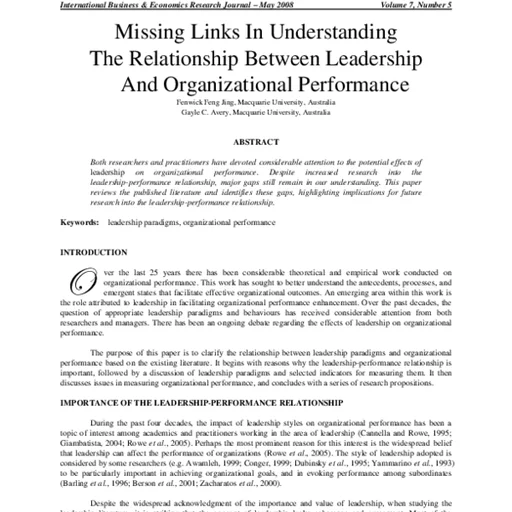 International Business & Economics Research Journal – May 2008 Volume 7, Number 5
Missing Links In Understanding
The Relationship Between Leadership
And Organizational Performance
Fenwick Feng Jing, Macquarie University, Australia
Gayle C. Avery, Macquarie University, Australia
ABSTRACT
Both researchers and practitioners have devoted considerable attention to the potential effects of
leadership on organizational performance. Despite increased research into the
leadership-performance relationship, major gaps still remain in our understanding. This paper
reviews the published literature and identifies these gaps, highlighting implications for future
research into the leadership-performance relationship.
Keywords: leadership paradigms, organizational performance
INTRODUCTION
Over the last 25 years there has been considerable theoretical and empirical work conducted on
organizational performance. This work has sought to better understand the antecedents, processes, and
emergent states that facilitate effective organizational outcomes. An emerging area within this work is
the role attributed to leadership in facilitating organizational performance enhancement. Over the past decades, the
question of appropriate leadership paradigms and behaviours has received considerable attention from both
researchers and managers. There has been an ongoing debate regarding the effects of leadership on organizational
performance.
The purpose of this paper is to clarify the relationship between leadership paradigms and organizational
performance based on the existing literature. It begins with reasons why the leadership-performance relationship is
important, followed by a discussion of leadership paradigms and selected indicators for measuring them. It then
discusses issues in measuring organizational performance, and concludes with a series of research propositions.
IMPORTANCE OF THE LEADERSHIP-PERFORMANCE RELATIONSHIP
During the past four decades, the impact of leadership styles on organizational performance has been a
topic of interest among academics and practitioners working in the area of leadership (Cannella and Rowe, 1995;
Giambatista, 2004; Rowe et al., 2005). Perhaps the most prominent reason for this interest is the widespread belief
that leadership can affect the performance of organizations (Rowe et al., 2005). The style of leadership adopted is
considered by some researchers (e.g. Awamleh, 1999; Conger, 1999; Dubinsky et al., 1995; Yammarino et al., 1993)
to be particularly important in achieving organizational goals, and in evoking performance among subordinates
(Barling et al., 1996; Berson et al., 2001; Zacharatos et al., 2000).
Despite the widespread acknowledgment of the importance and value of leadership, when studying the